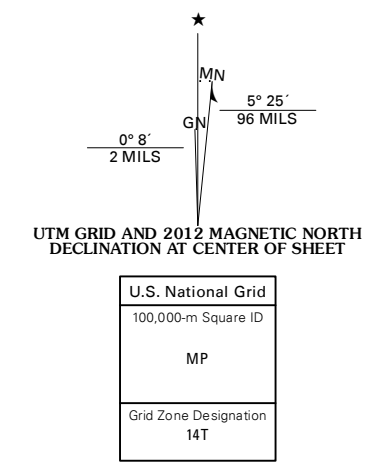 MN
GN
5° 25´
96 MILS
0° 8´
2 MILS
UTM GRID AND 2012 MAGNETIC NORTH
DECLINATION AT CENTER OF SHEET
U.S. National Grid
100,000-m Square ID
MP
Grid Zone Designation
14T